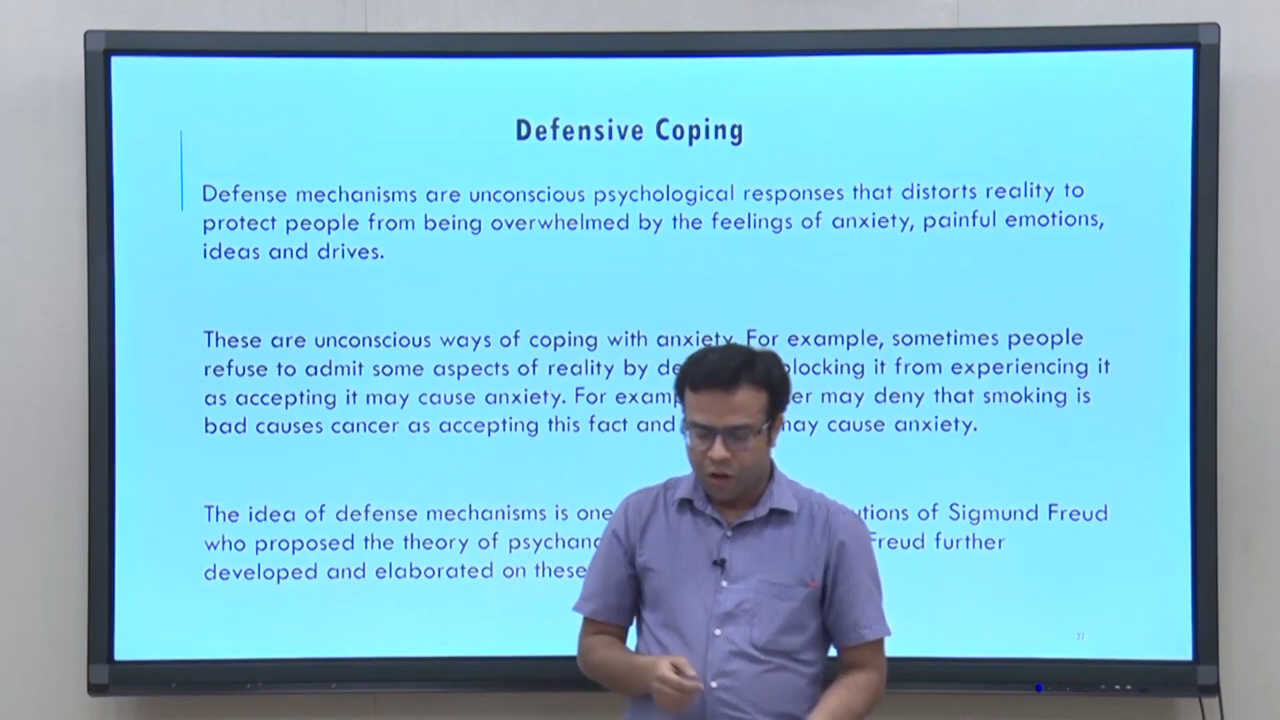 Defensive Coping
Defense mechanisms are unconscious psychological responses that distorts reality to
protect people from being overwhelmed by the feelings of anxiety, painful emotions,
ideas and drives.
These are unconscious ways of coping with anxiety. For example, sometimes people
refuse to admit some aspects of reality by blocking it from experiencing it
as accepting it may cause anxiety. For may deny that smoking is
bad causes cancer as accepting this fact and may cause anxiety.
The idea of defense mechanisms is one of Sigmund Freud
who proposed the theory of Freud further
developed and elaborated on these
77